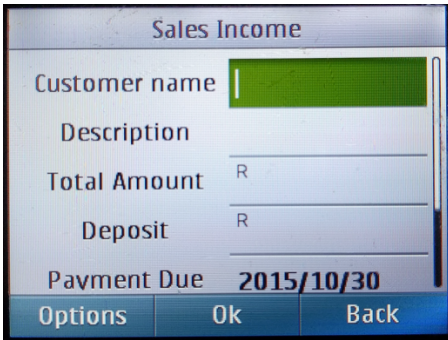 Sales Income
Customer name
Description
Total Amount R
Deposit R
Payment Due 2015/10/30
Options Ok Back